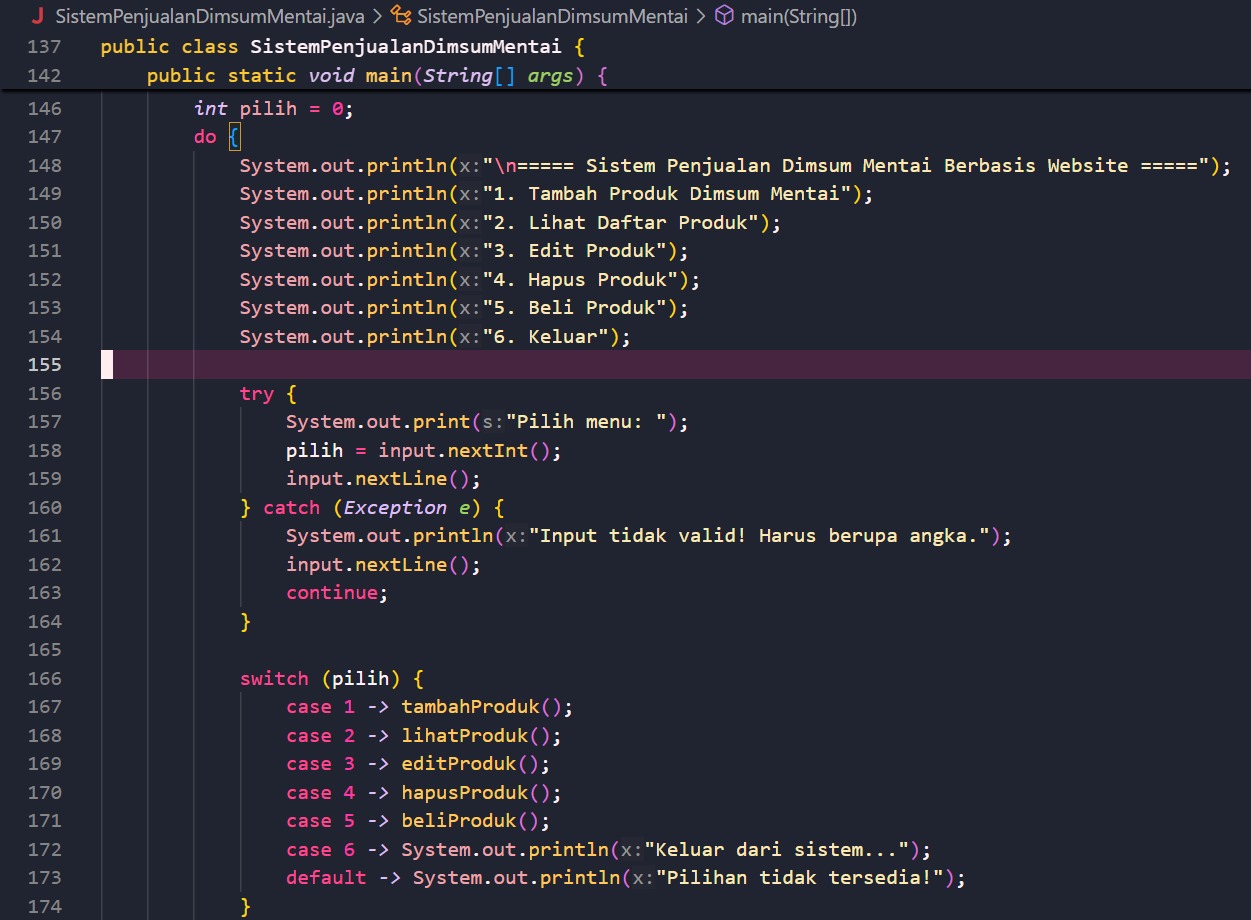 SistemPenjualanDimsumMentai.java > SistemPenjualanDimsumMentai > main(String[])
137 public class SistemPenjualanDimsumMentai {
142 public static void main(String[] args) {
146 int pilih = 0;
147 do {
148 System.out.println(x:"\n===== Sistem Penjualan Dimsum Mentai Berbasis Website =====");
149 System.out.println(x:"1. Tambah Produk Dimsum Mentai");
150 System.out.println(x:"2. Lihat Daftar Produk");
151 System.out.println(x:"3. Edit Produk");
152 System.out.println(x:"4. Hapus Produk");
153 System.out.println(x:"5. Beli Produk");
154 System.out.println(x:"6. Keluar");
155
156 try {
157 System.out.print(s:"Pilih menu: ");
158 pilih = input.nextInt();
159 input.nextLine();
160 } catch (Exception e) {
161 System.out.println(x:"Input tidak valid! Harus berupa angka.");
162 input.nextLine();
163 continue;
164 }
165
166 switch (pilih) {
167 case 1 -> tambahProduk();
168 case 2 -> lihatProduk();
169 case 3 -> editProduk();
170 case 4 -> hapusProduk();
171 case 5 -> beliProduk();
172 case 6 -> System.out.println(x:"Keluar dari sistem...");
173 default -> System.out.println(x:"Pilihan tidak tersedia!");
174 }